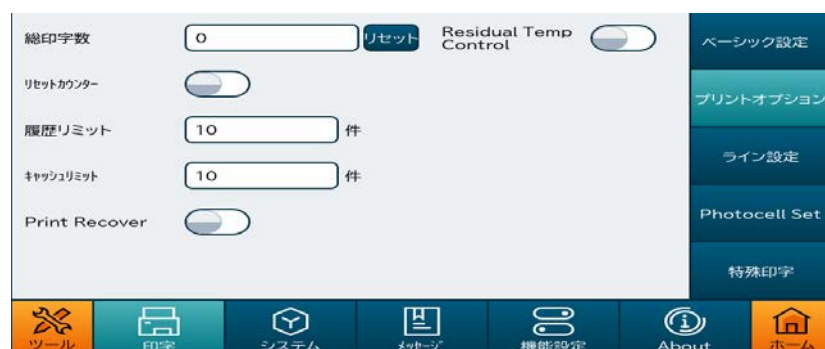 総印字数 0 リセット Residual Temp
Control
リセットカウンター
履歴リミット 10 件
キャッシュリミット 10 件
Print Recover
ベーシック設定
プリントオプション
ライン設定
Photocell Set
特殊印字
ツール 印字 システム メッセージ 機能設定 About ホーム